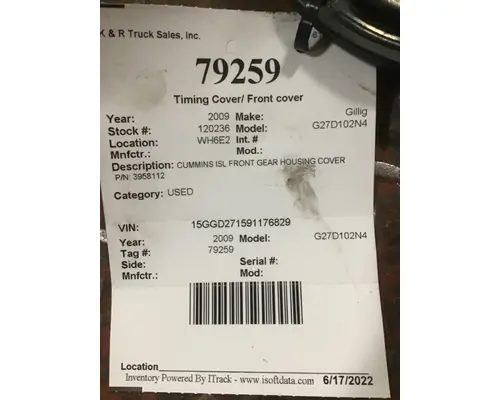 K & R Truck Sales, Inc.
6
79259
Timing Cover/ Front cover
Year: 2009 Make: Gillig
Stock #: 120236 Model: G27D102N4
Location: WH6E2 Int. #
Mnfctr.: Mod.:
Description: CUMMINS ISL FRONT GEAR HOUSING COVER
P/N: 3958112
Category: USED
VIN: 15GGD271591176829
Year: 2009 Model: G27D102N4
Tag #: 79259
Side: Serial #:
Mnfctr.: Mod:
Location
Inventory Powered By ITrack - www.isoftdata.com 6/17/2022